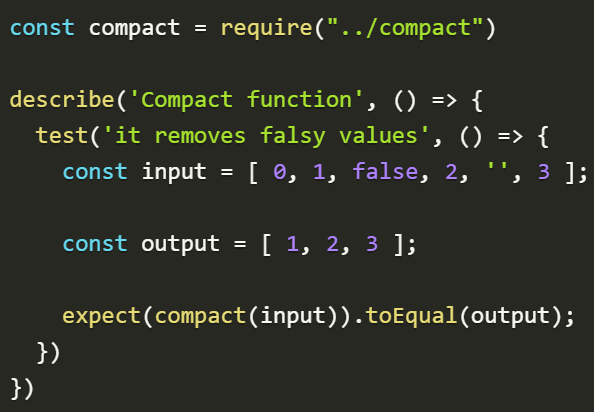 const compact = require("../compact")

describe('Compact function', () => {
  test('it removes falsy values', () => {
    const input = [ 0, 1, false, 2, '', 3 ];

    const output = [ 1, 2, 3 ];

    expect(compact(input)).toEqual(output);
  })
})